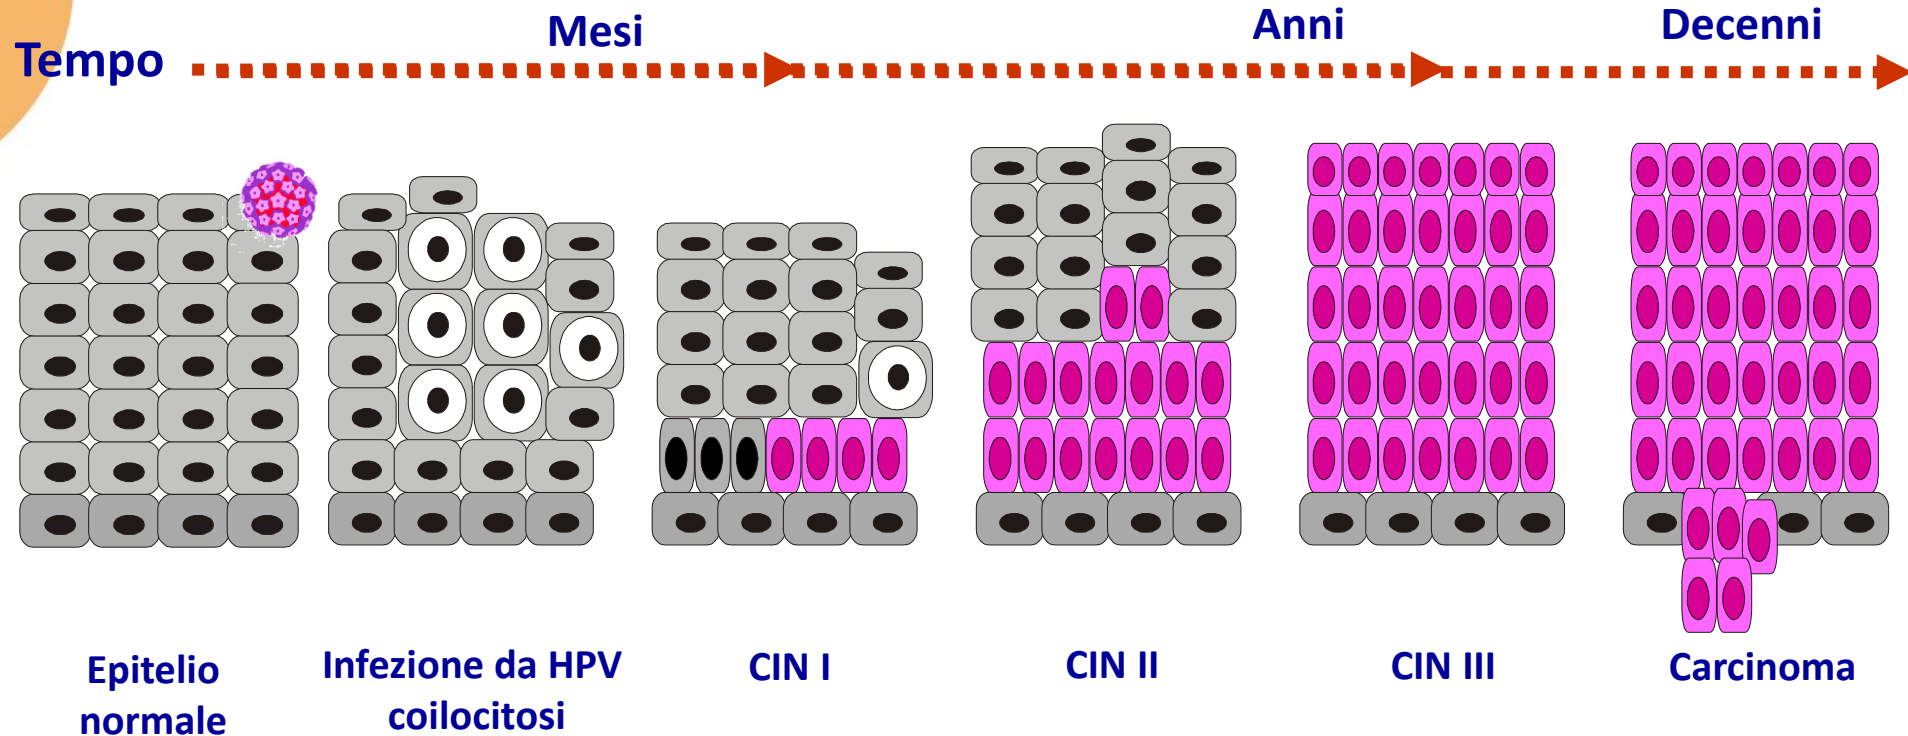 Tempo
Mesi
Anni
Decenni
Epitelio
normale
Infezione da HPV
coilocitosi
CIN I
CIN II
CIN III
Carcinoma